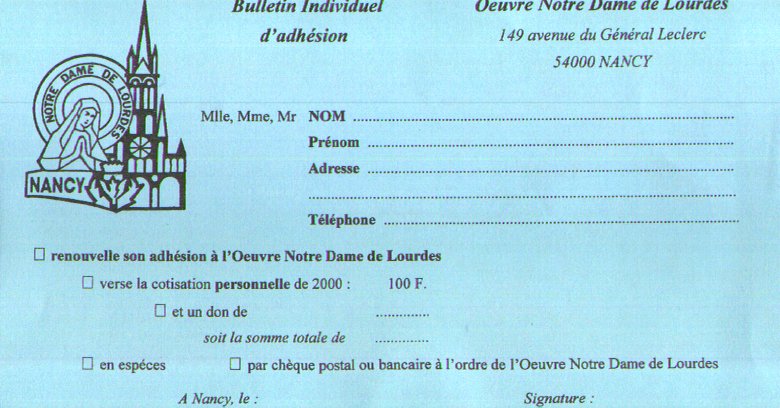 Bulletin Individuel
d'adhésion
Oeuvre Notre Dame de Lourdes
149 avenue du Général Leclerc
54000 NANCY
NOTRE DAME DE LOURDES
NANCY
Mlle, Mme, Mr NOM ..........
Prénom ..........
Adresse ..........
..........
Téléphone ..........
☐ renouvelle son adhésion à l'Oeuvre Notre Dame de Lourdes
☐ verse la cotisation personnelle de 2000 : 100 F.
☐ et un don de ..........
soit la somme totale de ..........
☐ en espéces ☐ par chèque postal ou bancaire à l'ordre de l'Oeuvre Notre Dame de Lourdes
A Nancy, le : Signature :